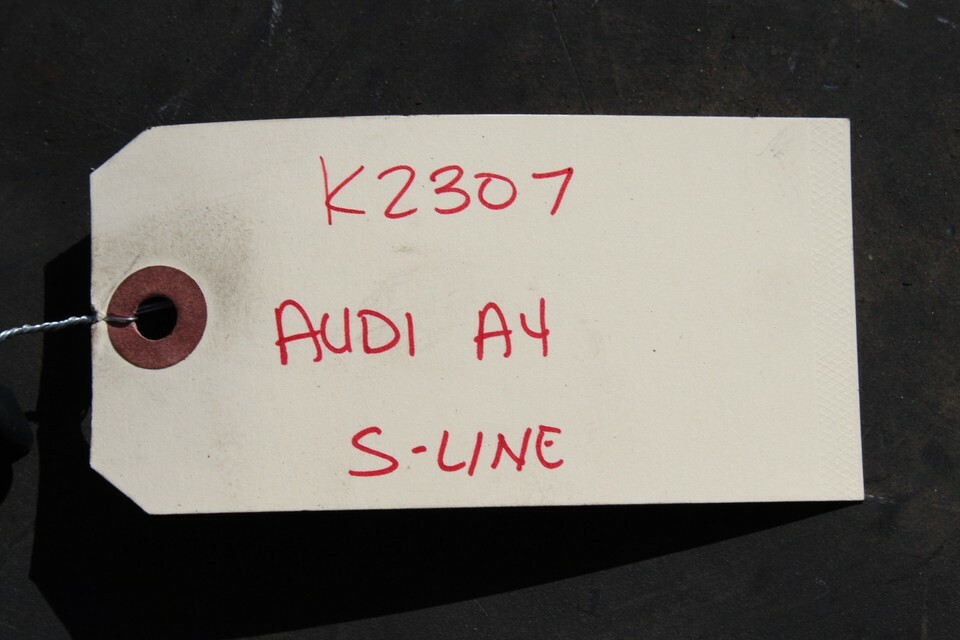 K2307
AUDI A4
S-LINE